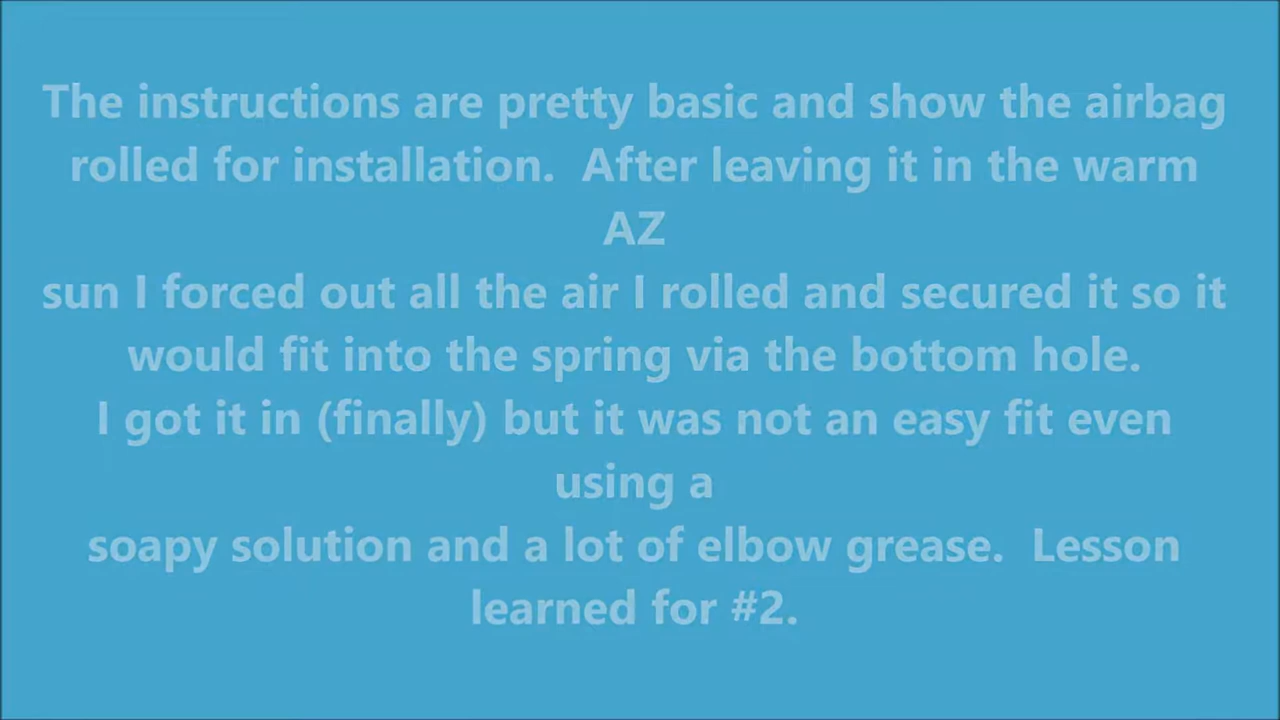 The instructions are pretty basic and show the airbag
rolled for installation.  After leaving it in the warm
AZ
sun I forced out all the air I rolled and secured it so it
would fit into the spring via the bottom hole.
I got it in (finally) but it was not an easy fit even
using a
soapy solution and a lot of elbow grease.  Lesson
learned for #2.